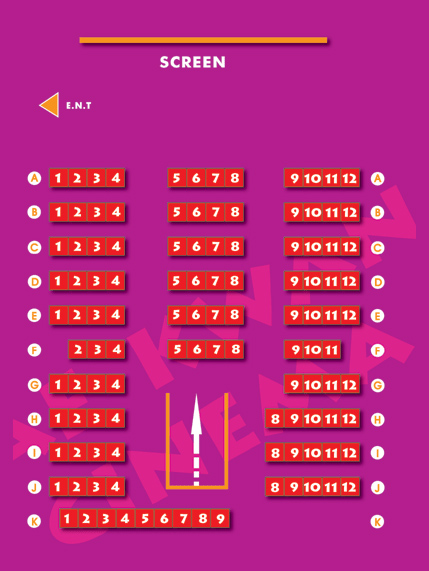 SCREEN
E.N.T
A 1 2 3 4 5 6 7 8 9 10 11 12 A
B 1 2 3 4 5 6 7 8 9 10 11 12 B
C 1 2 3 4 5 6 7 8 9 10 11 12 C
D 1 2 3 4 5 6 7 8 9 10 11 12 D
E 1 2 3 4 5 6 7 8 9 10 11 12 E
F 2 3 4 5 6 7 8 9 10 11 F
G 1 2 3 4 9 10 11 12 G
H 1 2 3 4 8 9 10 11 12 H
I 1 2 3 4 8 9 10 11 12 I
J 1 2 3 4 8 9 10 11 12 J
K 1 2 3 4 5 6 7 8 9 K
CINEMA